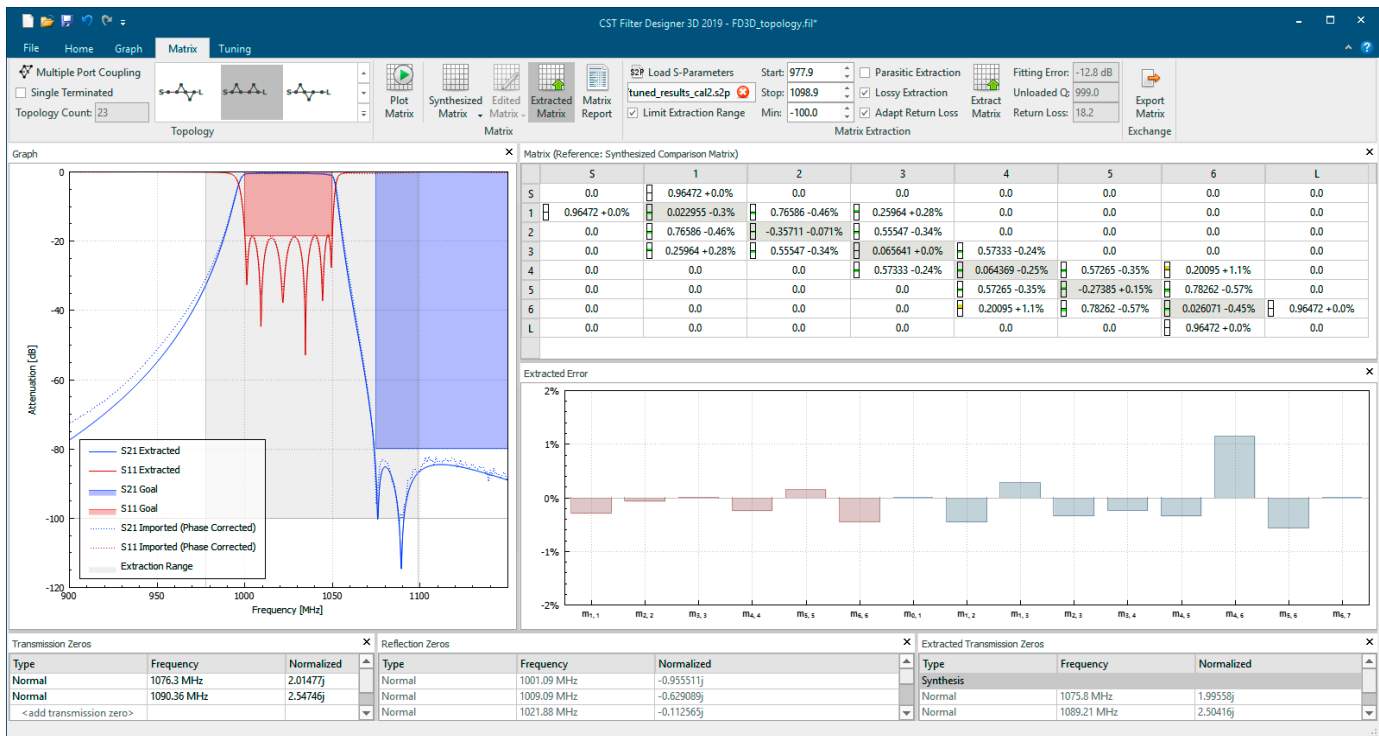 CST Filter Designer 3D 2019 - FD3D_topology.fil*
File Home Graph Matrix Tuning
Multiple Port Coupling
Single Terminated
Topology Count: 23
S L S L S L
Topology
Plot Matrix
Synthesized Matrix
Edited Matrix
Extracted Matrix
Matrix Report
Matrix
S2P Load S-Parameters
tuned_results_cal2.s2p
Limit Extraction Range
Start: 977.9
Stop: 1098.9
Min: -100.0
Parasitic Extraction
Lossy Extraction
Adapt Return Loss
Extract Matrix
Fitting Error: -12.8 dB
Unloaded Q: 999.0
Return Loss: 18.2
Matrix Extraction
Export Matrix
Exchange
Graph
0
-20
-40
-60
-80
-100
-120
Attenuation [dB]
S21 Extracted
S11 Extracted
S21 Goal
S11 Goal
S21 Imported (Phase Corrected)
S11 Imported (Phase Corrected)
Extraction Range
900 950 1000 1050 1100
Frequency [MHz]
Matrix (Reference: Synthesized Comparison Matrix)
S 1 2 3 4 5 6 L
S 0.0 0.96472 +0.0% 0.0 0.0 0.0 0.0 0.0 0.0
1 0.96472 +0.0% 0.022955 -0.3% 0.76586 -0.46% 0.25964 +0.28% 0.0 0.0 0.0 0.0
2 0.0 0.76586 -0.46% -0.35711 -0.071% 0.55547 -0.34% 0.0 0.0 0.0 0.0
3 0.0 0.25964 +0.28% 0.55547 -0.34% 0.065641 +0.0% 0.57333 -0.24% 0.0 0.0 0.0
4 0.0 0.0 0.0 0.57333 -0.24% 0.064369 -0.25% 0.57265 -0.35% 0.20095 +1.1% 0.0
5 0.0 0.0 0.0 0.0 0.57265 -0.35% -0.27385 +0.15% 0.78262 -0.57% 0.0
6 0.0 0.0 0.0 0.0 0.20095 +1.1% 0.78262 -0.57% 0.026071 -0.45% 0.96472 +0.0%
L 0.0 0.0 0.0 0.0 0.0 0.0 0.96472 +0.0% 0.0
Extracted Error
2%
1%
0%
-1%
-2%
m1, 1 m2, 2 m3, 3 m4, 4 m5, 5 m6, 6 m0, 1 m1, 2 m1, 3 m2, 3 m3, 4 m4, 5 m4, 6 m5, 6 m6, 7
Transmission Zeros
Type Frequency Normalized
Normal 1076.3 MHz 2.01477j
Normal 1090.36 MHz 2.54746j
<add transmission zero>
Reflection Zeros
Type Frequency Normalized
Normal 1001.09 MHz -0.955511j
Normal 1009.09 MHz -0.629089j
Normal 1021.88 MHz -0.112565j
Extracted Transmission Zeros
Type Frequency Normalized
Synthesis
Normal 1075.8 MHz 1.99558j
Normal 1089.21 MHz 2.50416j